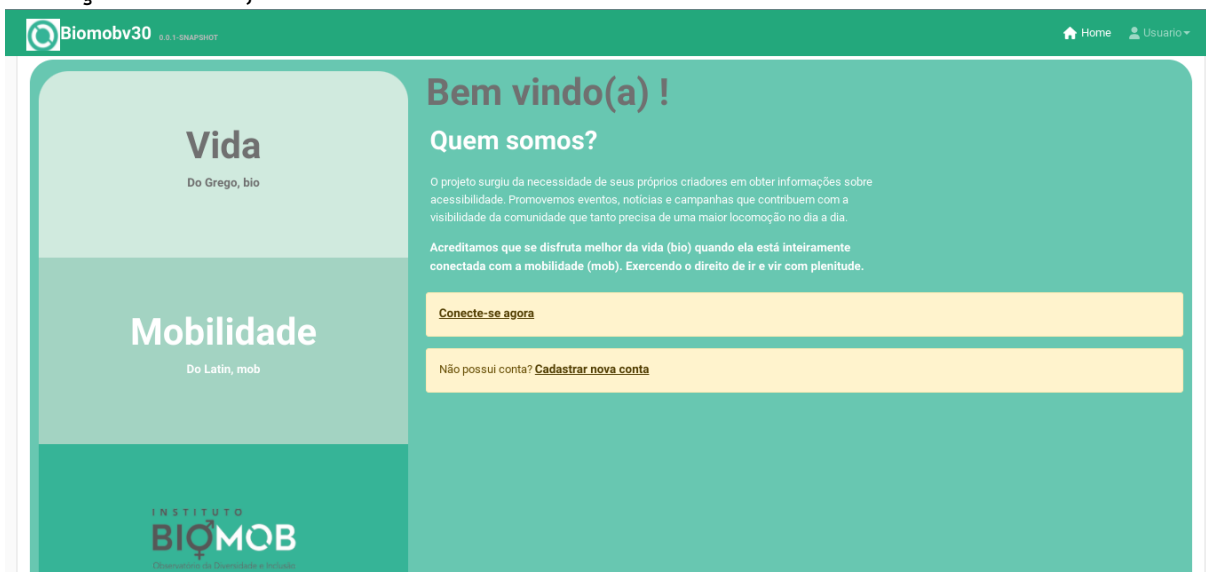 Biomobv30 0.0.1-SNAPSHOT
Home
Usuario
Vida
Do Grego, bio
Mobilidade
Do Latin, mob
INSTITUTO
BIOMOB
Observatório da Diversidade e Inclusão
Bem vindo(a) !
Quem somos?
O projeto surgiu da necessidade de seus próprios criadores em obter informações sobre
acessibilidade. Promovemos eventos, notícias e campanhas que contribuem com a
visibilidade da comunidade que tanto precisa de uma maior locomoção no dia a dia.
Acreditamos que se disfruta melhor da vida (bio) quando ela está inteiramente
conectada com a mobilidade (mob). Exercendo o direito de ir e vir com plenitude.
Conecte-se agora
Não possui conta? Cadastrar nova conta